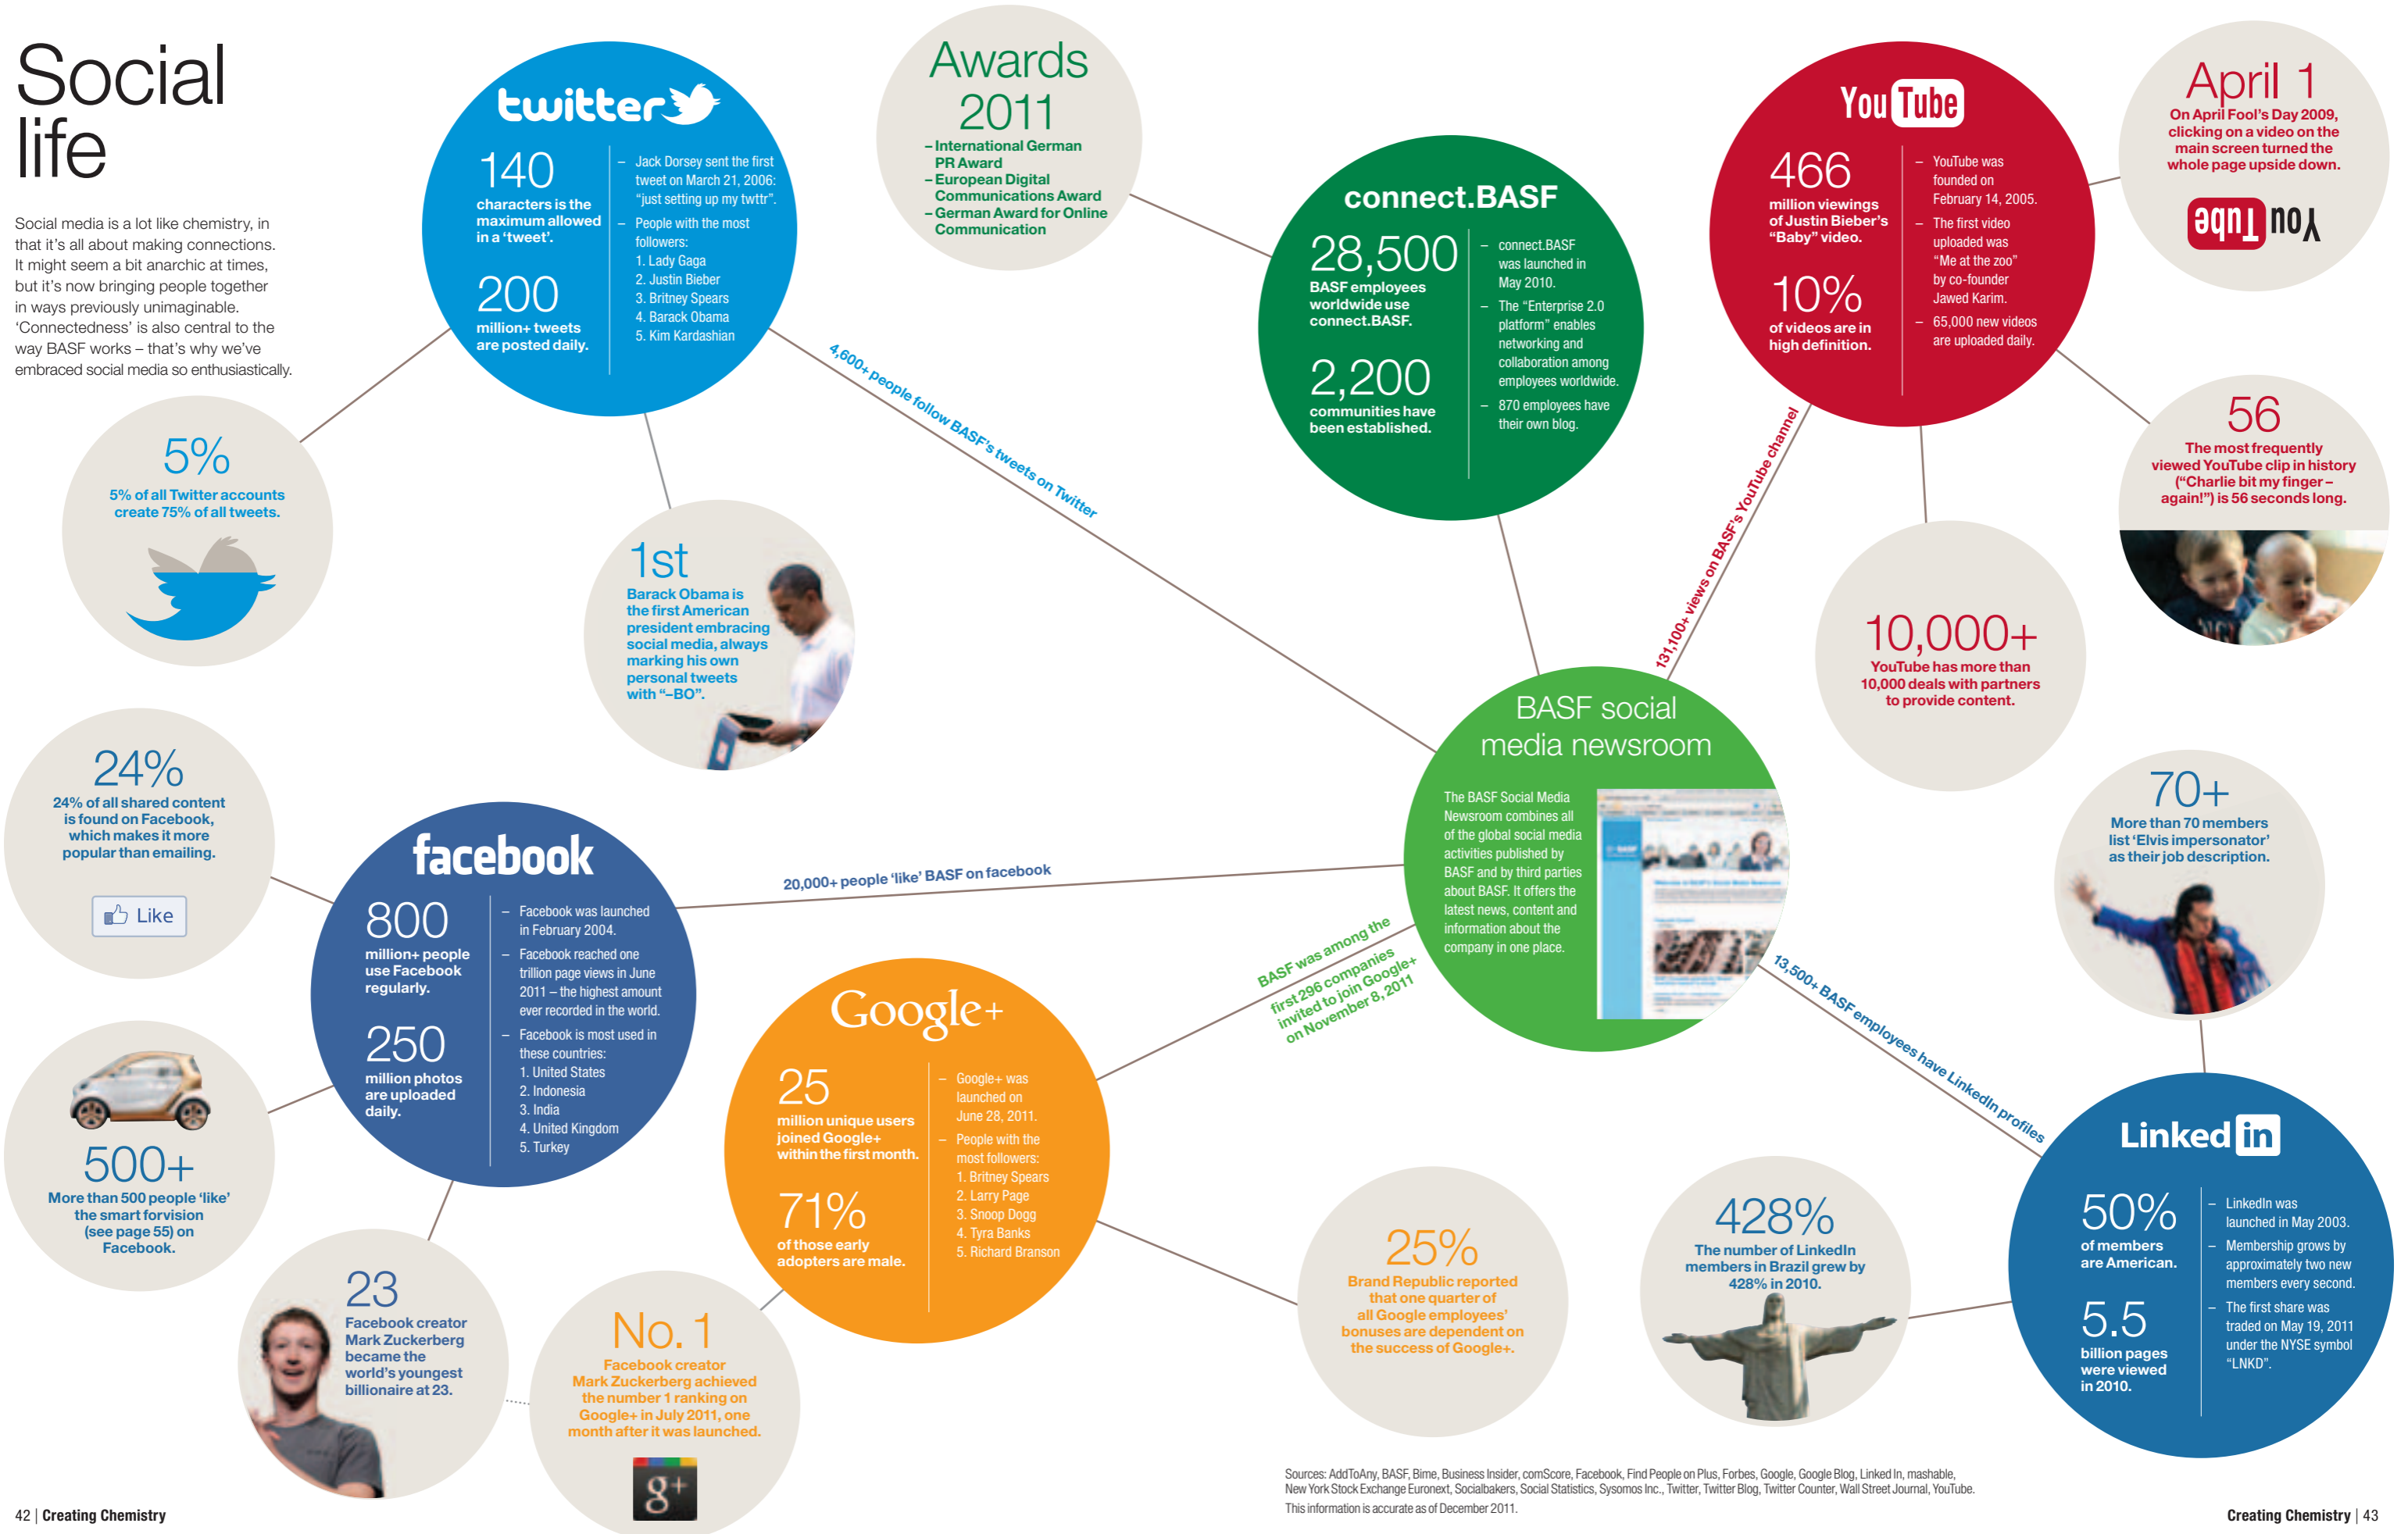 Social
life
Social media is a lot like chemistry, in
that it's all about making connections.
It might seem a bit anarchic at times,
but it's now bringing people together
in ways previously unimaginable.
'Connectedness' is also central to the
way BASF works – that's why we've
embraced social media so enthusiastically.
twitter
140
characters is the
maximum allowed
in a 'tweet'.
200
million+ tweets
are posted daily.
– Jack Dorsey sent the first
tweet on March 21, 2006:
"just setting up my twttr".
– People with the most
followers:
1. Lady Gaga
2. Justin Bieber
3. Britney Spears
4. Barack Obama
5. Kim Kardashian
5%
5% of all Twitter accounts
create 75% of all tweets.
1st
Barack Obama is
the first American
president embracing
social media, always
marking his own
personal tweets
with "–BO".
4,600+ people follow BASF's tweets on Twitter
Awards
2011
– International German
PR Award
– European Digital
Communications Award
– German Award for Online
Communication
connect.BASF
28,500
BASF employees
worldwide use
connect.BASF.
2,200
communities have
been established.
– connect.BASF
was launched in
May 2010.
– The "Enterprise 2.0
platform" enables
networking and
collaboration among
employees worldwide.
– 870 employees have
their own blog.
YouTube
466
million viewings
of Justin Bieber's
"Baby" video.
10%
of videos are in
high definition.
– YouTube was
founded on
February 14, 2005.
– The first video
uploaded was
"Me at the zoo"
by co-founder
Jawed Karim.
– 65,000 new videos
are uploaded daily.
April 1
On April Fool's Day 2009,
clicking on a video on the
main screen turned the
whole page upside down.
YouTube
56
The most frequently
viewed YouTube clip in history
("Charlie bit my finger –
again!") is 56 seconds long.
10,000+
YouTube has more than
10,000 deals with partners
to provide content.
131,100+ views on BASF's YouTube channel
BASF social
media newsroom
The BASF Social Media
Newsroom combines all
of the global social media
activities published by
BASF and by third parties
about BASF. It offers the
latest news, content and
information about the
company in one place.
24%
24% of all shared content
is found on Facebook,
which makes it more
popular than emailing.
Like
facebook
800
million+ people
use Facebook
regularly.
250
million photos
are uploaded
daily.
– Facebook was launched
in February 2004.
– Facebook reached one
trillion page views in June
2011 – the highest amount
ever recorded in the world.
– Facebook is most used in
these countries:
1. United States
2. Indonesia
3. India
4. United Kingdom
5. Turkey
20,000+ people 'like' BASF on facebook
500+
More than 500 people 'like'
the smart forvision
(see page 55) on
Facebook.
23
Facebook creator
Mark Zuckerberg
became the
world's youngest
billionaire at 23.
No. 1
Facebook creator
Mark Zuckerberg achieved
the number 1 ranking on
Google+ in July 2011, one
month after it was launched.
g+
Google+
25
million unique users
joined Google+
within the first month.
71%
of those early
adopters are male.
– Google+ was
launched on
June 28, 2011.
– People with the
most followers:
1. Britney Spears
2. Larry Page
3. Snoop Dogg
4. Tyra Banks
5. Richard Branson
BASF was among the
first 296 companies
invited to join Google+
on November 8, 2011
25%
Brand Republic reported
that one quarter of
all Google employees'
bonuses are dependent on
the success of Google+.
70+
More than 70 members
list 'Elvis impersonator'
as their job description.
13,500+ BASF employees have LinkedIn profiles
Linked in
50%
of members
are American.
5.5
billion pages
were viewed
in 2010.
– LinkedIn was
launched in May 2003.
– Membership grows by
approximately two new
members every second.
– The first share was
traded on May 19, 2011
under the NYSE symbol
"LNKD".
428%
The number of LinkedIn
members in Brazil grew by
428% in 2010.
Sources: AddToAny, BASF, Bime, Business Insider, comScore, Facebook, Find People on Plus, Forbes, Google, Google Blog, Linked In, mashable,
New York Stock Exchange Euronext, Socialbakers, Social Statistics, Sysomos Inc., Twitter, Twitter Blog, Twitter Counter, Wall Street Journal, YouTube.
This information is accurate as of December 2011.
42 | Creating Chemistry
Creating Chemistry | 43